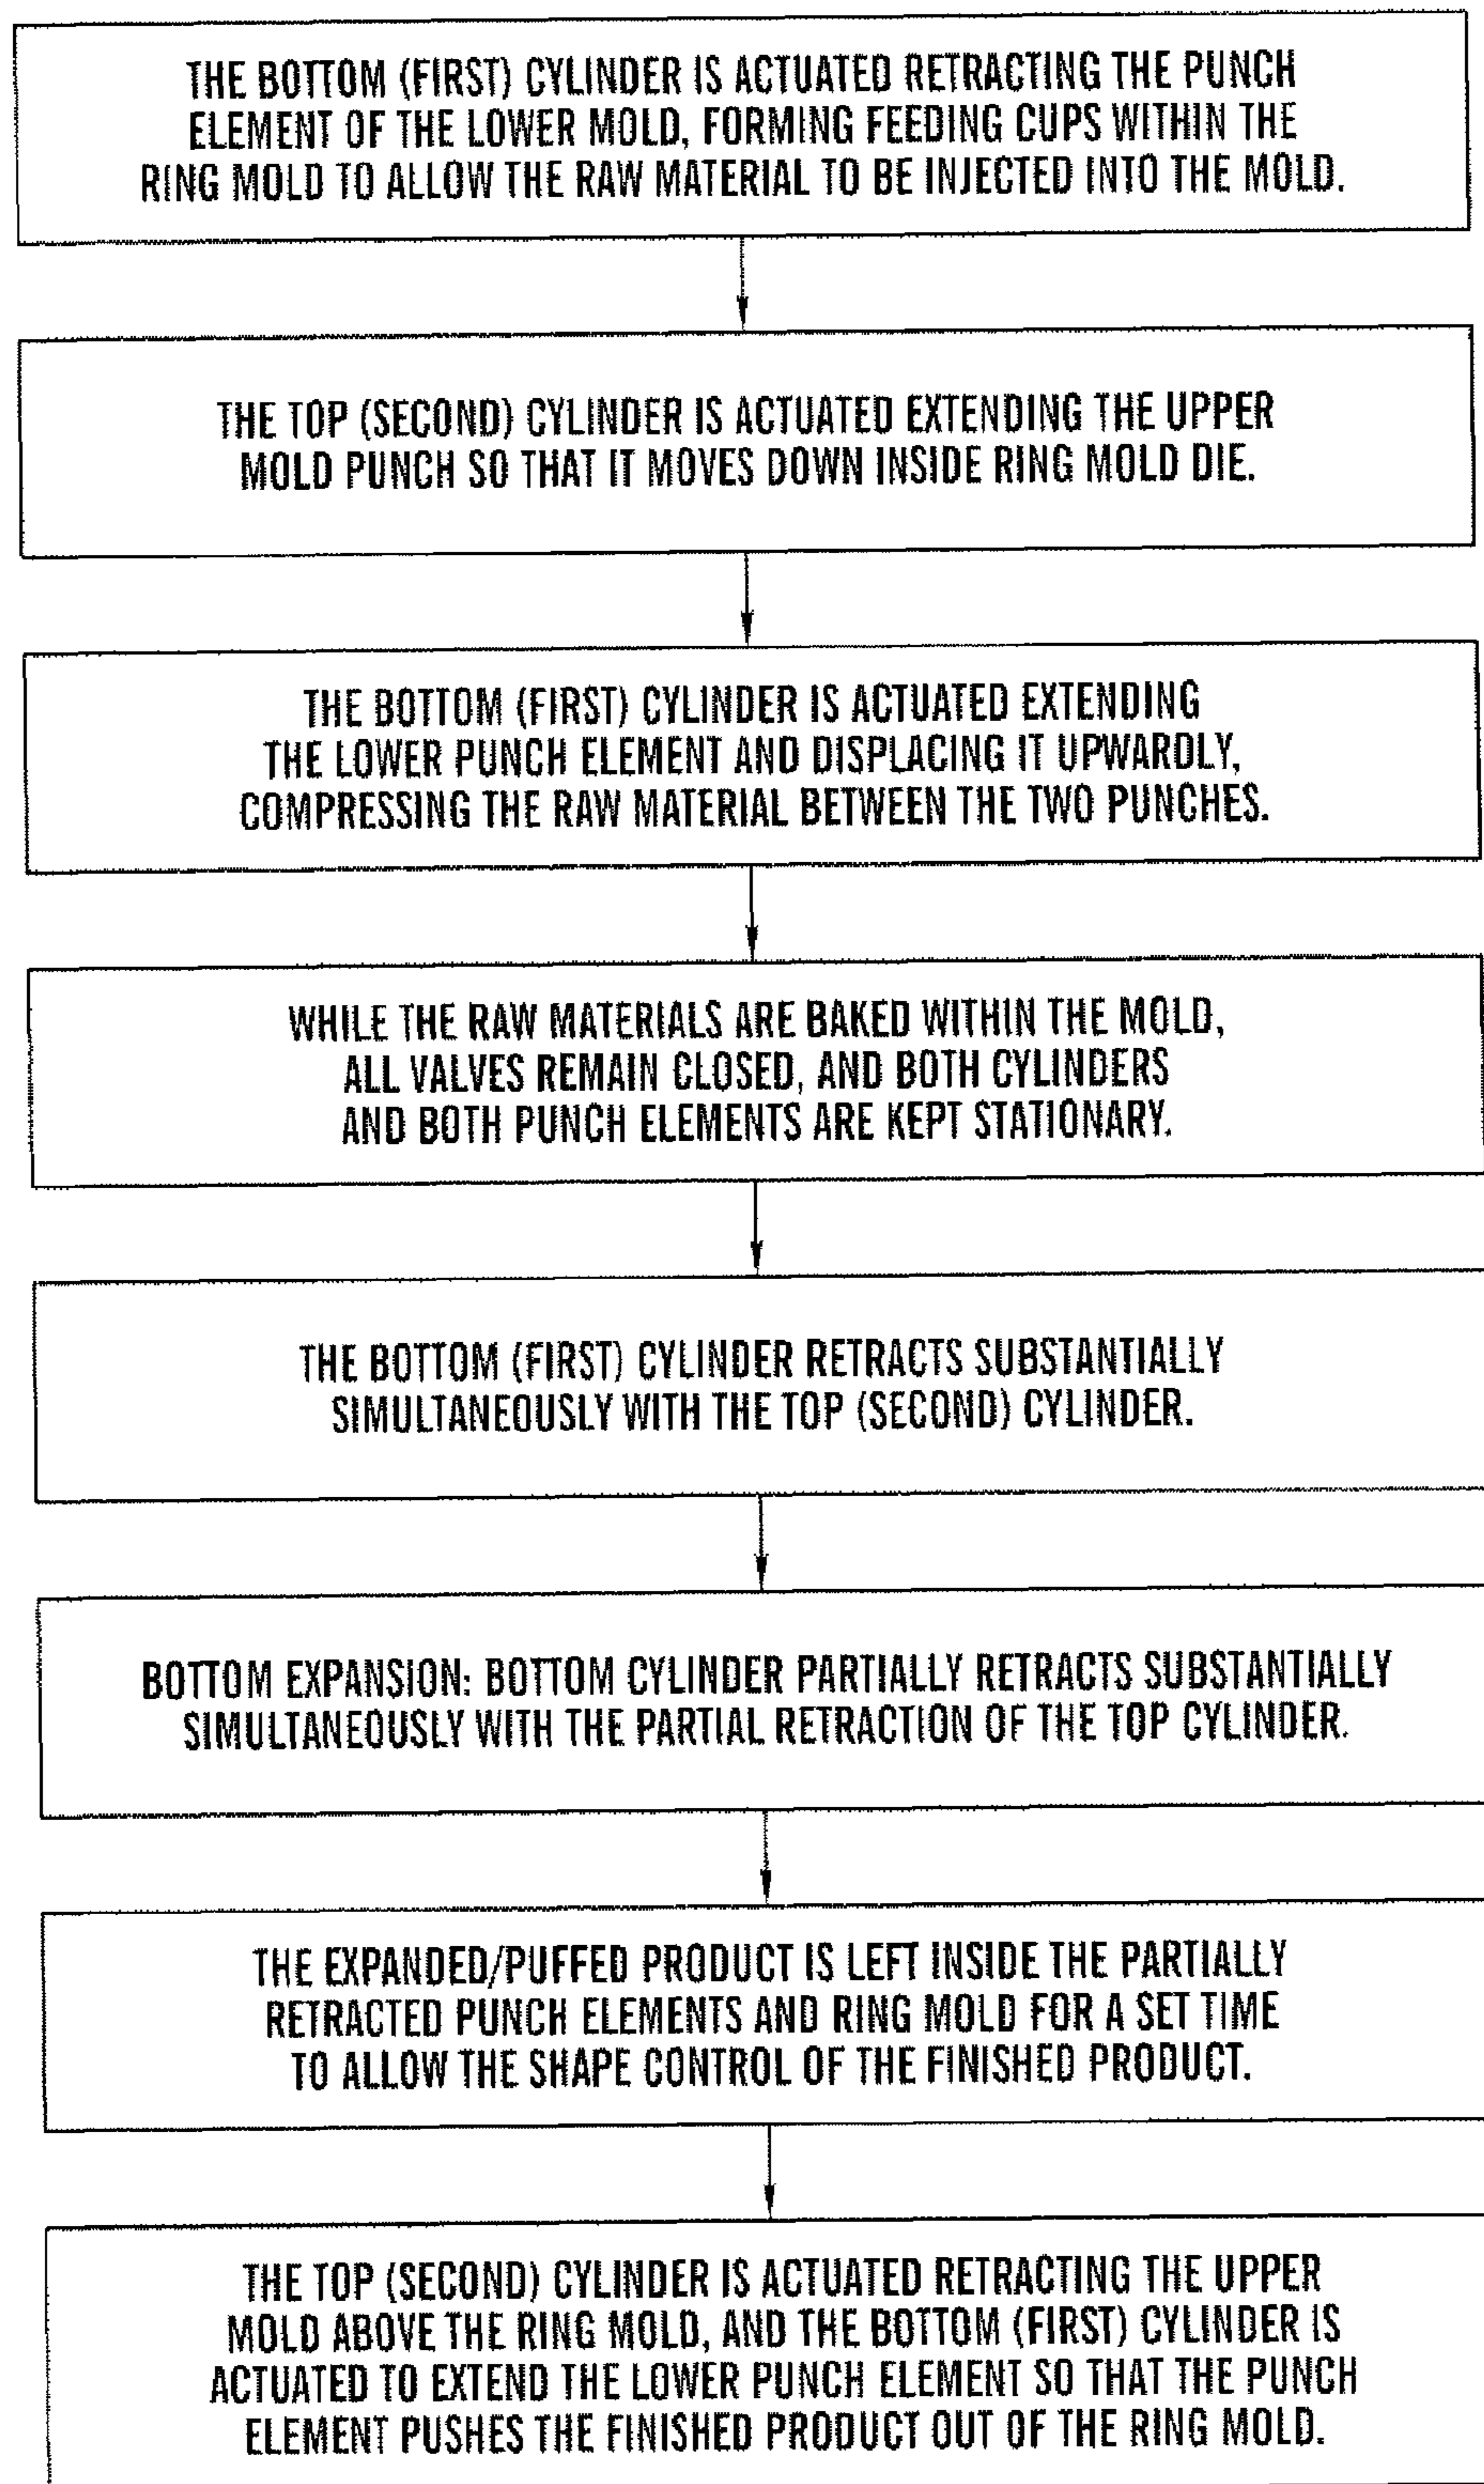 THE BOTTOM (FIRST) CYLINDER IS ACTUATED RETRACTING THE PUNCH
ELEMENT OF THE LOWER MOLD, FORMING FEEDING CUPS WITHIN THE
RING MOLD TO ALLOW THE RAW MATERIAL TO BE INJECTED INTO THE MOLD.
THE TOP (SECOND) CYLINDER IS ACTUATED EXTENDING THE UPPER
MOLD PUNCH SO THAT IT MOVES DOWN INSIDE RING MOLD DIE.
THE BOTTOM (FIRST) CYLINDER IS ACTUATED EXTENDING
THE LOWER PUNCH ELEMENT AND DISPLACING IT UPWARDLY,
COMPRESSING THE RAW MATERIAL BETWEEN THE TWO PUNCHES.
WHILE THE RAW MATERIALS ARE BAKED WITHIN THE MOLD,
ALL VALVES REMAIN CLOSED, AND BOTH CYLINDERS
AND BOTH PUNCH ELEMENTS ARE KEPT STATIONARY.
THE BOTTOM (FIRST) CYLINDER RETRACTS SUBSTANTIALLY
SIMULTANEOUSLY WITH THE TOP (SECOND) CYLINDER.
BOTTOM EXPANSION: BOTTOM CYLINDER PARTIALLY RETRACTS SUBSTANTIALLY
SIMULTANEOUSLY WITH THE PARTIAL RETRACTION OF THE TOP CYLINDER.
THE EXPANDED/PUFFED PRODUCT IS LEFT INSIDE THE PARTIALLY
RETRACTED PUNCH ELEMENTS AND RING MOLD FOR A SET TIME
TO ALLOW THE SHAPE CONTROL OF THE FINISHED PRODUCT.
THE TOP (SECOND) CYLINDER IS ACTUATED RETRACTING THE UPPER
MOLD ABOVE THE RING MOLD, AND THE BOTTOM (FIRST) CYLINDER IS
ACTUATED TO EXTEND THE LOWER PUNCH ELEMENT SO THAT THE PUNCH
ELEMENT PUSHES THE FINISHED PRODUCT OUT OF THE RING MOLD.